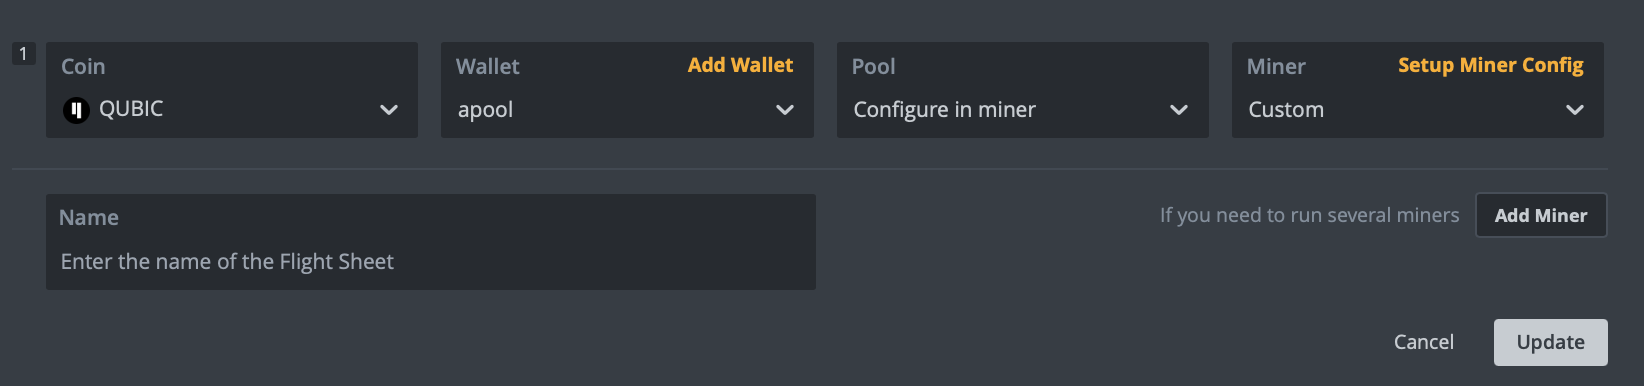 1
Coin
Wallet Add Wallet
Pool
Miner Setup Miner Config
QUBIC
apool
Configure in miner
Custom
Name
If you need to run several miners Add Miner
Enter the name of the Flight Sheet
Cancel Update